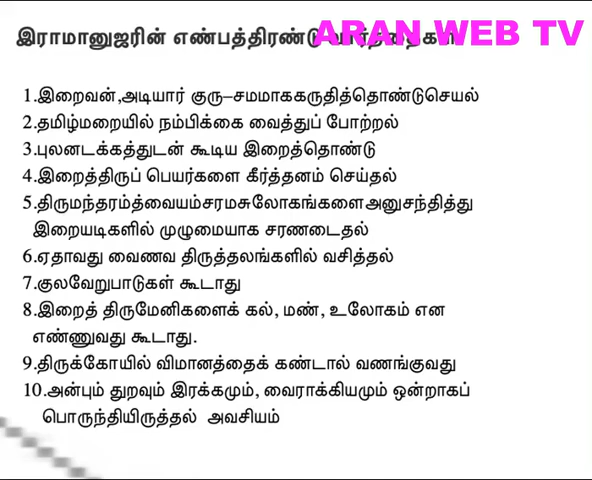 ARAN WEB TV
இராமானுஜரின் எண்பத்திரண்டு வார்த்தைகள்
1.இறைவன்,அடியார் குரு–சமமாககருதித்தொண்டுசெயல்
2.தமிழ்மறையில் நம்பிக்கை வைத்துப் போற்றல்
3.புலனடக்கத்துடன் கூடிய இறைத்தொண்டு
4.இறைத்திருப் பெயர்களை கீர்த்தனம் செய்தல்
5.திருமந்தரம்த்வையம்சரமசுலோகங்களைஅனுசந்தித்து
இறையடிகளில் முழுமையாக சரணடைதல்
6.ஏதாவது வைணவ திருத்தலங்களில் வசித்தல்
7.குலவேறுபாடுகள் கூடாது
8.இறைத் திருமேனிகளைக் கல், மண், உலோகம் என
எண்ணுவது கூடாது.
9.திருக்கோயில் விமானத்தைக் கண்டால் வணங்குவது
10.அன்பும் துறவும் இரக்கமும், வைராக்கியமும் ஒன்றாகப்
பொருந்தியிருத்தல் அவசியம்